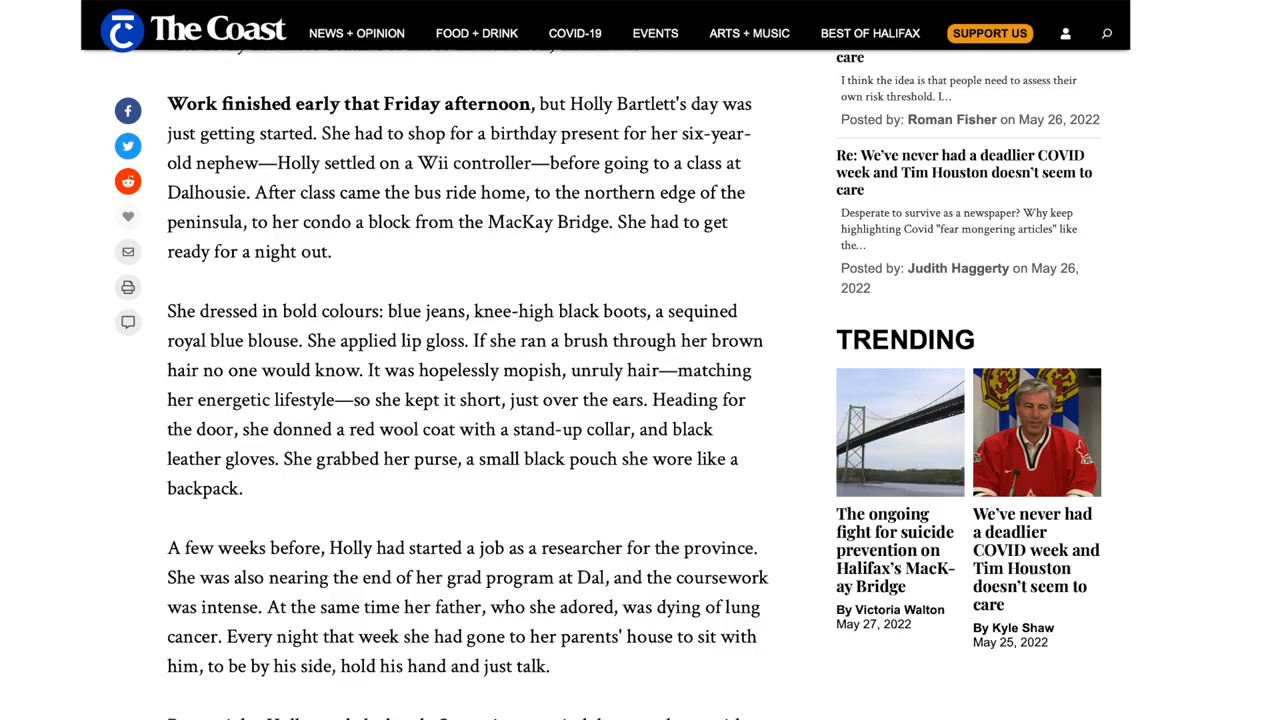 The Coast
NEWS + OPINION
FOOD + DRINK
COVID-19
EVENTS
ARTS + MUSIC
BEST OF HALIFAX
SUPPORT US
Work finished early that Friday afternoon, but Holly Bartlett's day was
just getting started. She had to shop for a birthday present for her six-year-
old nephew—Holly settled on a Wii controller—before going to a class at
Dalhousie. After class came the bus ride home, to the northern edge of the
peninsula, to her condo a block from the MacKay Bridge. She had to get
ready for a night out.
She dressed in bold colours: blue jeans, knee-high black boots, a sequined
royal blue blouse. She applied lip gloss. If she ran a brush through her brown
hair no one would know. It was hopelessly mopish, unruly hair—matching
her energetic lifestyle—so she kept it short, just over the ears. Heading for
the door, she donned a red wool coat with a stand-up collar, and black
leather gloves. She grabbed her purse, a small black pouch she wore like a
backpack.
A few weeks before, Holly had started a job as a researcher for the province.
She was also nearing the end of her grad program at Dal, and the coursework
was intense. At the same time her father, who she adored, was dying of lung
cancer. Every night that week she had gone to her parents' house to sit with
him, to be by his side, hold his hand and just talk.
care
I think the idea is that people need to assess their
own risk threshold. I...
Posted by: Roman Fisher on May 26, 2022
Re: We've never had a deadlier COVID
week and Tim Houston doesn't seem to
care
Desperate to survive as a newspaper? Why keep
highlighting Covid "fear mongering articles" like
the...
Posted by: Judith Haggerty on May 26,
2022
TRENDING
The ongoing
fight for suicide
prevention on
Halifax's MacK-
ay Bridge
By Victoria Walton
May 27, 2022
We've never had
a deadlier
COVID week and
Tim Houston
doesn't seem to
care
By Kyle Shaw
May 25, 2022